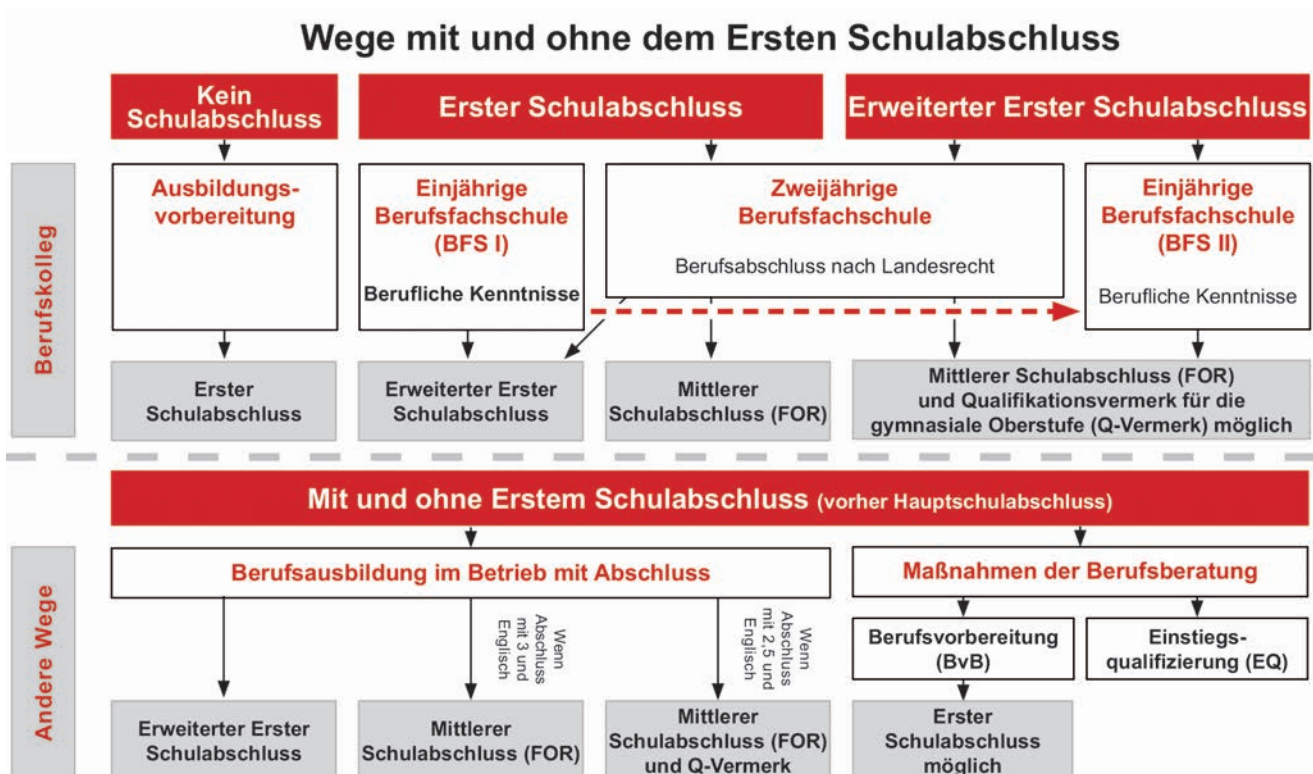 Wege mit und ohne dem Ersten Schulabschluss
Kein
Schulabschluss
Erster Schulabschluss
Erweiterter Erster Schulabschluss
Berufskolleg
Ausbildungs-
vorbereitung
Einjährige
Berufsfachschule
(BFS I)
Berufliche Kenntnisse
Zweijährige
Berufsfachschule
Berufsabschluss nach Landesrecht
Einjährige
Berufsfachschule
(BFS II)
Berufliche Kenntnisse
Erster
Schulabschluss
Erweiterter Erster
Schulabschluss
Mittlerer
Schulabschluss (FOR)
Mittlerer Schulabschluss (FOR)
und Qualifikationsvermerk für die
gymnasiale Oberstufe (Q-Vermerk) möglich
Mit und ohne Erstem Schulabschluss (vorher Hauptschulabschluss)
Andere Wege
Berufsausbildung im Betrieb mit Abschluss
Maßnahmen der Berufsberatung
Wenn
Abschluss
mit 3 und
Englisch
Wenn
Abschluss
mit 2,5 und
Englisch
Berufsvorbereitung
(BvB)
Einstiegs-
qualifizierung (EQ)
Erweiterter Erster
Schulabschluss
Mittlerer
Schulabschluss (FOR)
Mittlerer
Schulabschluss (FOR)
und Q-Vermerk
Erster
Schulabschluss
möglich